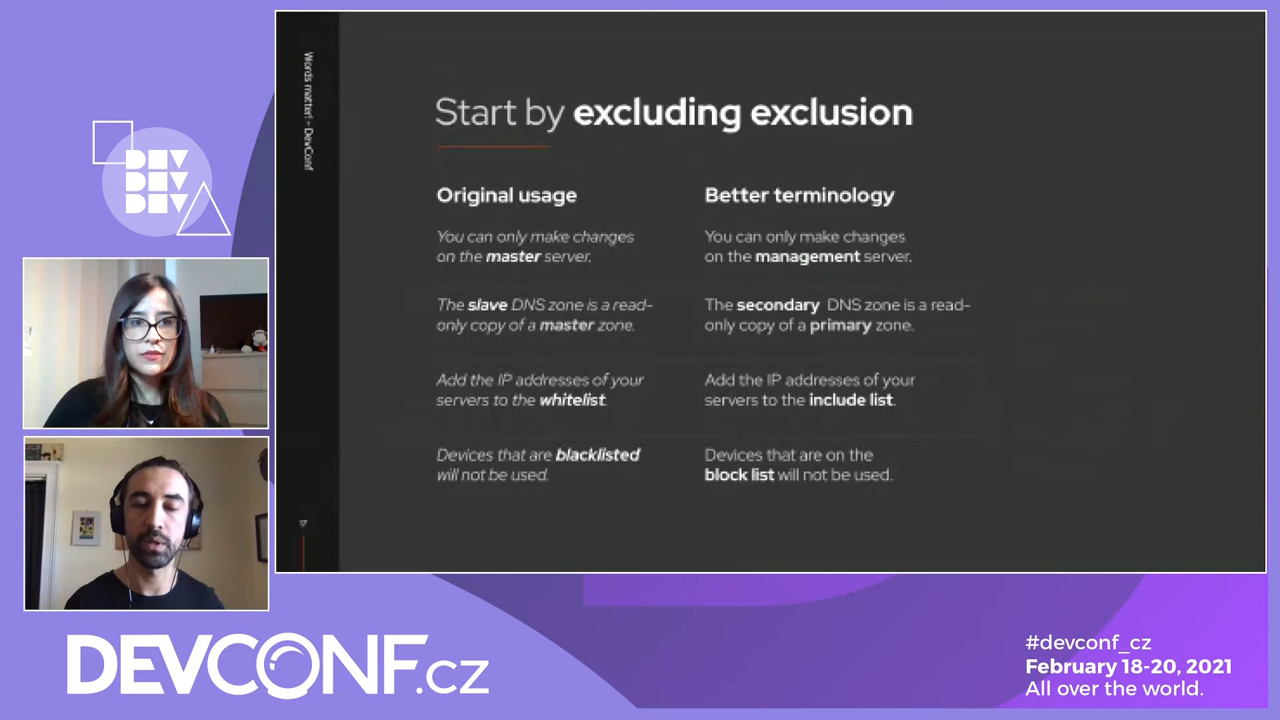 Words matter! - DevConf
Start by excluding exclusion
Original usage
Better terminology
You can only make changes
on the master server.
You can only make changes
on the management server.
The slave DNS zone is a read-
only copy of a master zone.
The secondary DNS zone is a read-
only copy of a primary zone.
Add the IP addresses of your
servers to the whitelist.
Add the IP addresses of your
servers to the include list.
Devices that are blacklisted
will not be used.
Devices that are on the
block list will not be used.
DEV
DEV
DEV
DEVCONF.cz
#devconf_cz
February 18-20, 2021
All over the world.